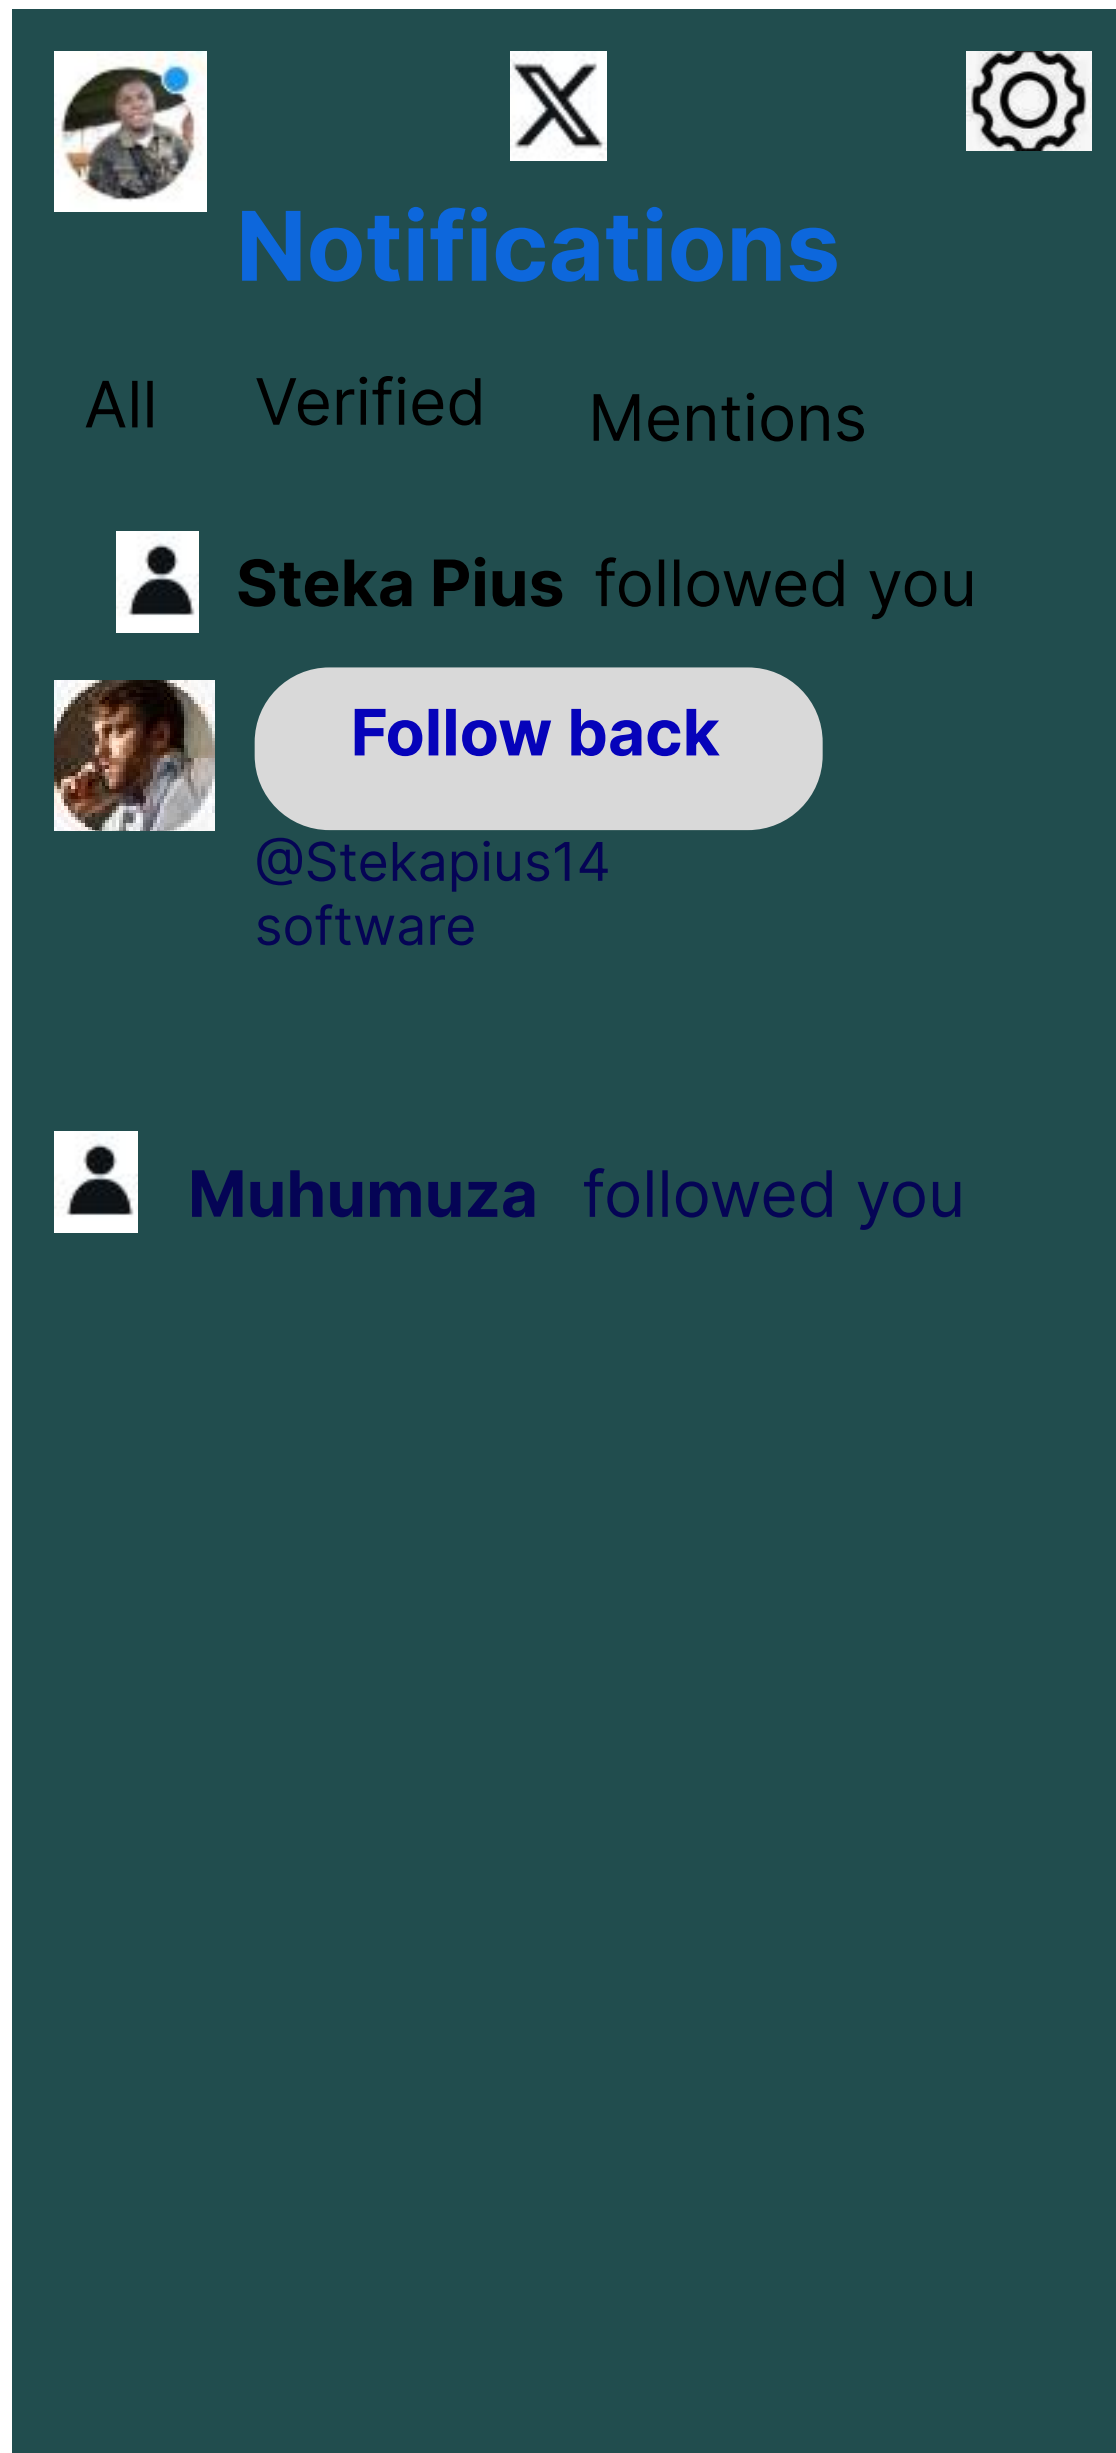 Notifications
All Verified Mentions
Steka Pius followed you
Follow back
@Stekapius14
software
Muhumuza followed you